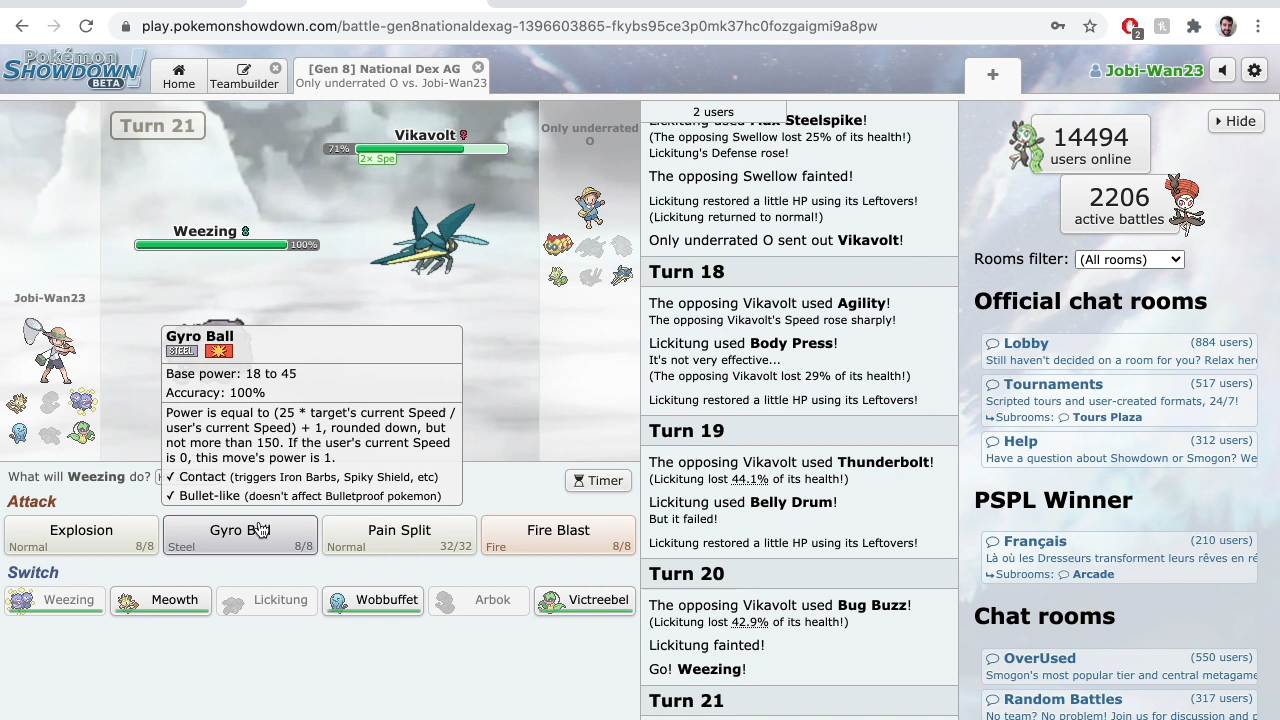 play.pokemonshowdown.com/battle-gen8nationaldexag-1396603865-fkybs95ce3p0mk37hc0fozgaigmi9a8pw
2
Pokémon
SHOWDOWN!
BETA
Home
Teambuilder
[Gen 8] National Dex AG
Only underrated O vs. Jobi-Wan23
+
Jobi-Wan23
Turn 21
Vikavolt
71%
2× Spe
Weezing
100%
Only underrated
O
Jobi-Wan23
Gyro Ball
STEEL
Base power: 18 to 45
Accuracy: 100%
Power is equal to (25 * target's current Speed /
user's current Speed) + 1, rounded down, but
not more than 150. If the user's current Speed
is 0, this move's power is 1.
✓ Contact (triggers Iron Barbs, Spiky Shield, etc)
✓ Bullet-like (doesn't affect Bulletproof pokemon)
What will Weezing do?
Timer
Attack
Explosion
Normal 8/8
Gyro Ball
Steel 8/8
Pain Split
Normal 32/32
Fire Blast
Fire 8/8
Switch
Weezing
Meowth
Lickitung
Wobbuffet
Arbok
Victreebel
2 users
Lickitung used Max Steelspike!
(The opposing Swellow lost 25% of its health!)
Lickitung's Defense rose!
The opposing Swellow fainted!
Lickitung restored a little HP using its Leftovers!
(Lickitung returned to normal!)
Only underrated O sent out Vikavolt!
Turn 18
The opposing Vikavolt used Agility!
The opposing Vikavolt's Speed rose sharply!
Lickitung used Body Press!
It's not very effective...
(The opposing Vikavolt lost 29% of its health!)
Lickitung restored a little HP using its Leftovers!
Turn 19
The opposing Vikavolt used Thunderbolt!
(Lickitung lost 44.1% of its health!)
Lickitung used Belly Drum!
But it failed!
Lickitung restored a little HP using its Leftovers!
Turn 20
The opposing Vikavolt used Bug Buzz!
(Lickitung lost 42.9% of its health!)
Lickitung fainted!
Go! Weezing!
Turn 21
Hide
14494
users online
2206
active battles
Rooms filter: (All rooms)
Official chat rooms
Lobby (884 users)
Still haven't decided on a room for you? Relax here
Tournaments (517 users)
Scripted tours and user-created formats, 24/7!
Subrooms: Tours Plaza
Help (312 users)
Have a question about Showdown or Smogon? We
PSPL Winner
Français (210 users)
Là où les Dresseurs transforment leurs rêves en ré
Subrooms: Arcade
Chat rooms
OverUsed (550 users)
Smogon's most popular tier and central metagame
Random Battles (317 users)
No team? No problem! Join us for discussion and p